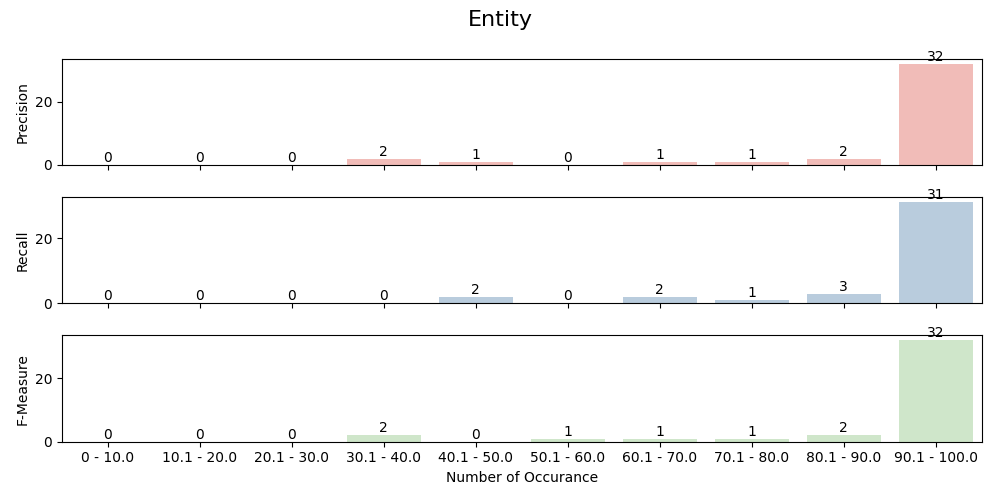 Entity
Precision
20
0
0 0 0 2 1 0 1 1 2 32
Recall
20
0
0 0 0 0 2 0 2 1 3 31
F-Measure
20
0
0 0 0 2 0 1 1 1 2 32
0 - 10.0 10.1 - 20.0 20.1 - 30.0 30.1 - 40.0 40.1 - 50.0 50.1 - 60.0 60.1 - 70.0 70.1 - 80.0 80.1 - 90.0 90.1 - 100.0
Number of Occurance